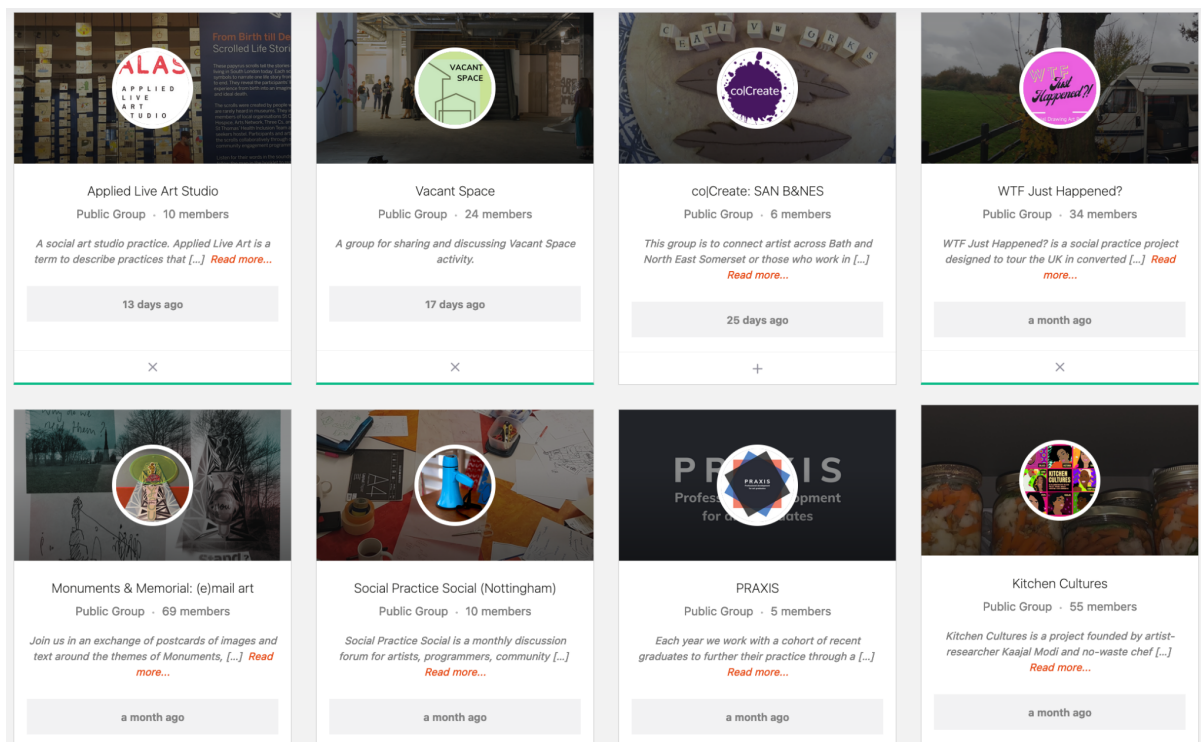 From Birth till De
Scrolled Life Stori
ALAS
APPLIED
LIVE
ART
STUDIO
VACANT
SPACE
CREATIVWORKS
co|Create
WTF
Just
Happened?!
Applied Live Art Studio
Public Group · 10 members
A social art studio practice. Applied Live Art is a
term to describe practices that [...] Read more...
13 days ago
Vacant Space
Public Group · 24 members
A group for sharing and discussing Vacant Space
activity.
17 days ago
co|Create: SAN B&NES
Public Group · 6 members
This group is to connect artist across Bath and
North East Somerset or those who work in [...]
Read more...
25 days ago
WTF Just Happened?
Public Group · 34 members
WTF Just Happened? is a social practice project
designed to tour the UK in converted [...] Read
more...
a month ago
PRAXIS
Profess opment
for a ates
PRAXIS
KITCHEN
CULTURES
Monuments & Memorial: (e)mail art
Public Group · 69 members
Join us in an exchange of postcards of images and
text around the themes of Monuments, [...] Read
more...
a month ago
Social Practice Social (Nottingham)
Public Group · 10 members
Social Practice Social is a monthly discussion
forum for artists, programmers, community [...]
Read more...
a month ago
PRAXIS
Public Group · 5 members
Each year we work with a cohort of recent
graduates to further their practice through a [...]
Read more...
a month ago
Kitchen Cultures
Public Group · 55 members
Kitchen Cultures is a project founded by artist-
researcher Kaajal Modi and no-waste chef [...]
Read more...
a month ago